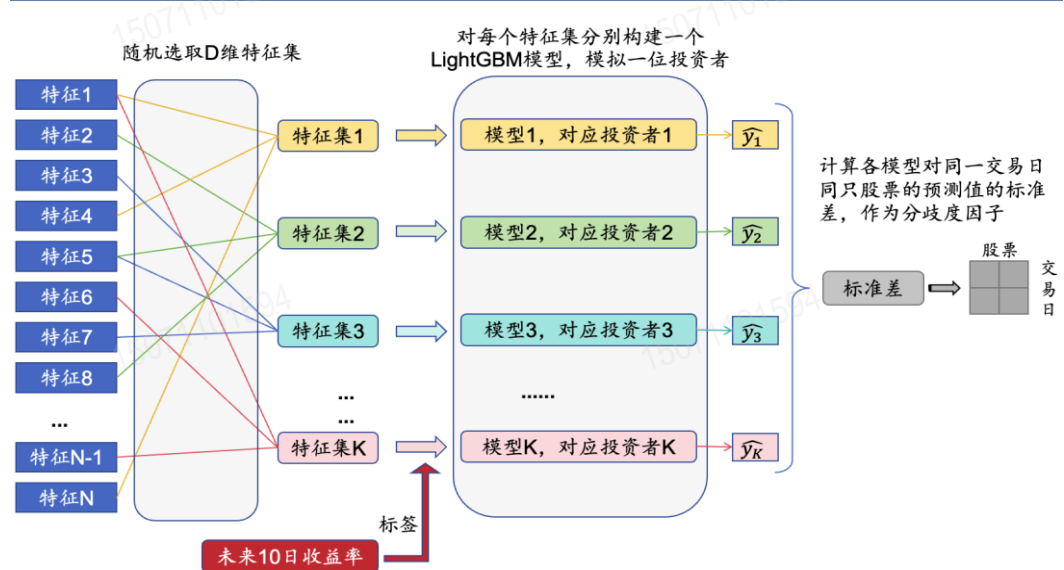 随机选取D维特征集
对每个特征集分别构建一个
LightGBM模型，模拟一位投资者
特征1
特征2
特征3
特征4
特征5
特征6
特征7
特征8
...
特征N-1
特征N
特征集1
特征集2
特征集3
...
...
特征集K
模型1，对应投资者1
模型2，对应投资者2
模型3，对应投资者3
......
模型K，对应投资者K
ŷ1
ŷ2
ŷ3
ŷK
计算各模型对同一交易日
同只股票的预测值的标准
差，作为分歧度因子
标准差
股票
交
易
日
标签
未来10日收益率
15071101594
15071101594
15071101594